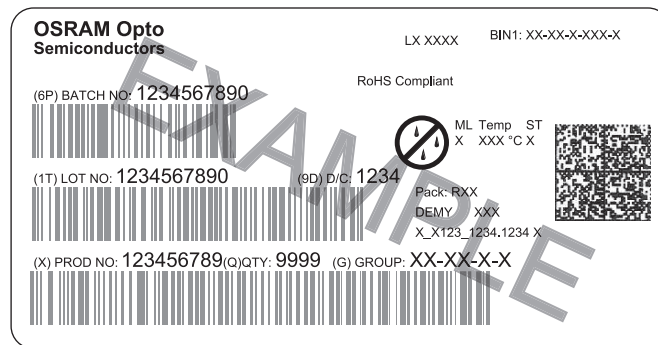 OSRAM Opto
Semiconductors
LX XXXX
BIN1: XX-XX-X-XXX-X
RoHS Compliant
(6P) BATCH NO: 1234567890
ML Temp ST
X XXX °C X
(1T) LOT NO: 1234567890 (9D) D/C: 1234
Pack: RXX
DEMY XXX
X_X123_1234.1234 X
(X) PROD NO: 123456789(Q)QTY: 9999 (G) GROUP: XX-XX-X-X
EXAMPLE